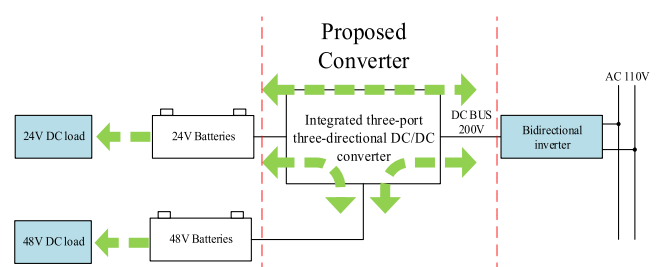 Proposed
Converter
AC 110V
24V DC load
24V Batteries
Integrated three-port
three-directional DC/DC
converter
DC BUS
200V
Bidirectional
inverter
48V DC load
48V Batteries